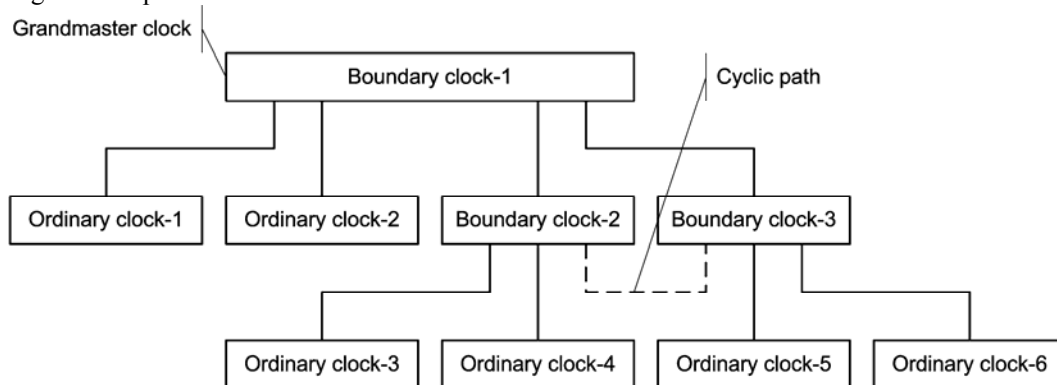 Grandmaster clock
Boundary clock-1
Cyclic path
Ordinary clock-1
Ordinary clock-2
Boundary clock-2
Boundary clock-3
Ordinary clock-3
Ordinary clock-4
Ordinary clock-5
Ordinary clock-6